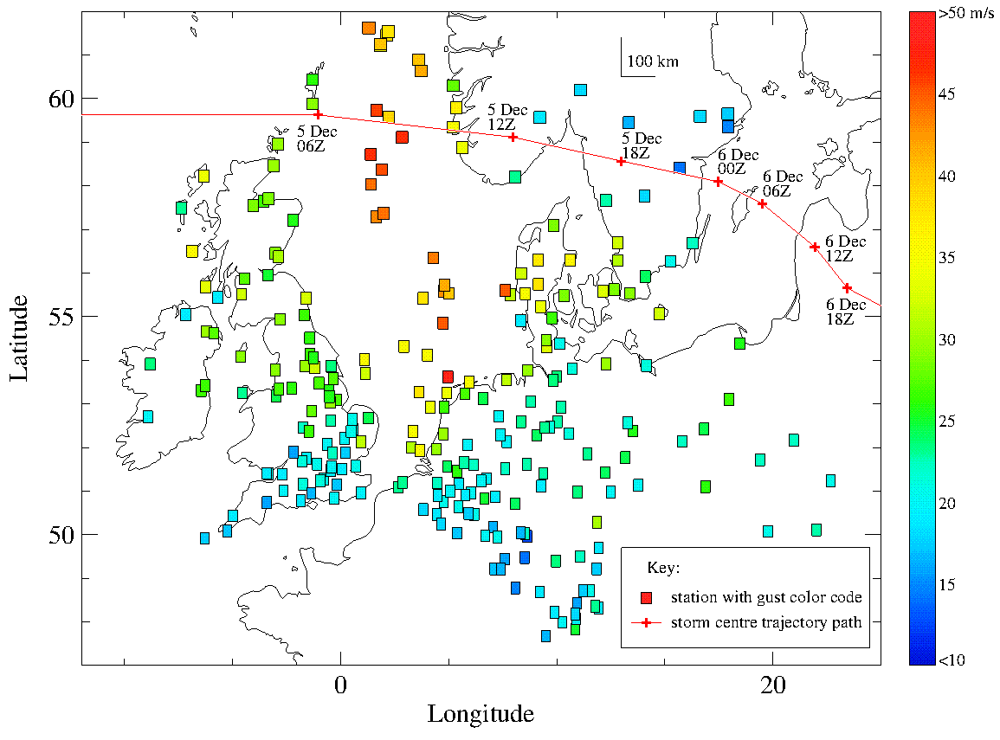 >50 m/s
100 km
60
45
5 Dec
12Z
5 Dec
06Z
5 Dec
18Z
6 Dec
00Z
6 Dec
06Z
40
6 Dec
12Z
35
6 Dec
18Z
55
Latitude
30
25
20
50
Key:
station with gust color code
storm centre trajectory path
15
<10
0
20
Longitude